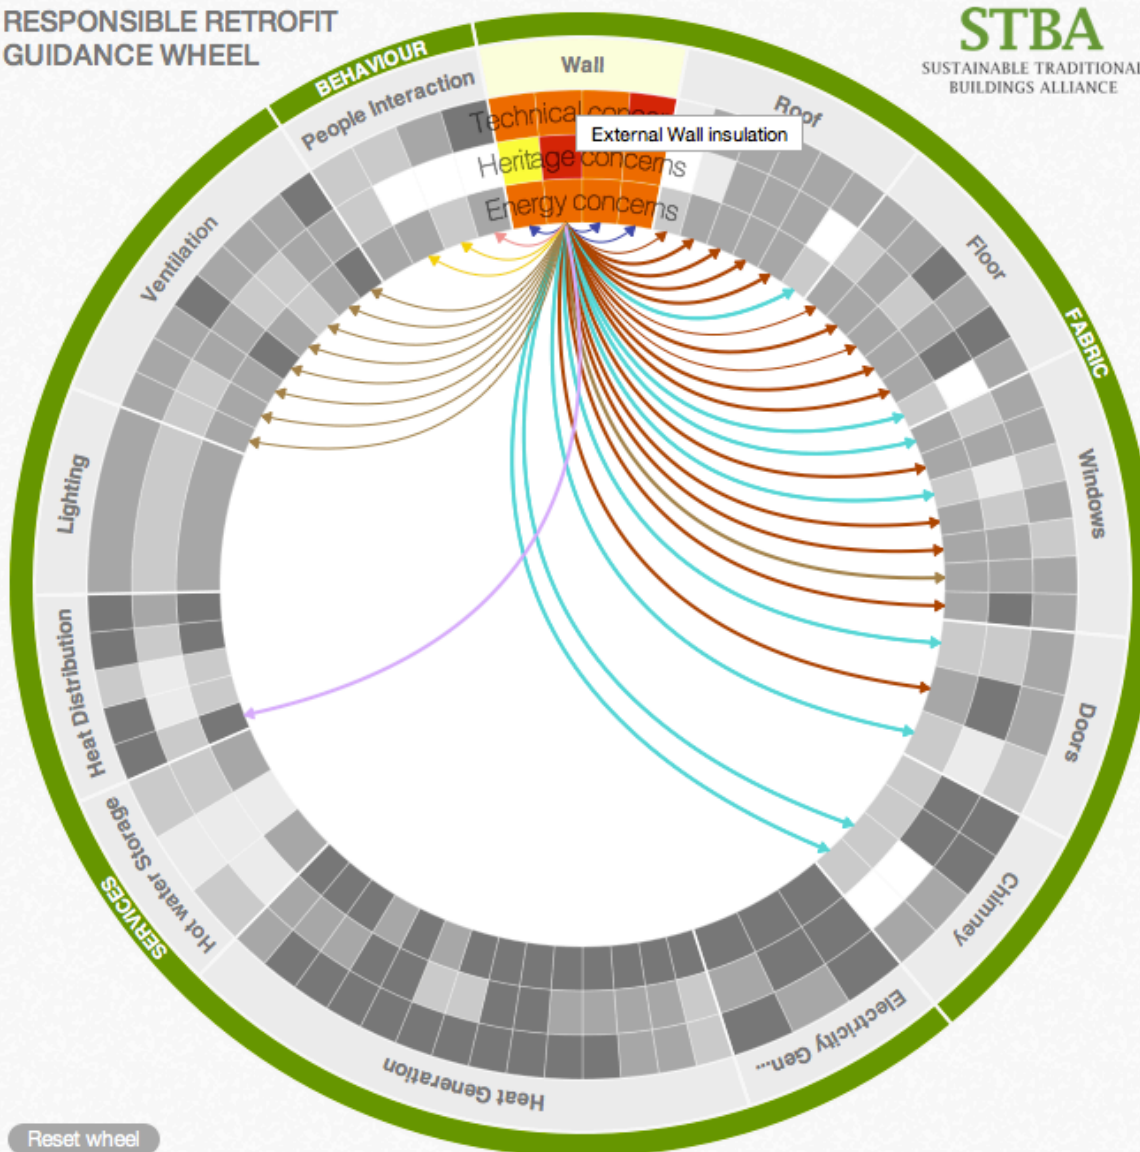 RESPONSIBLE RETROFIT
GUIDANCE WHEEL
STBA
SUSTAINABLE TRADITIONAL
BUILDINGS ALLIANCE
BEHAVIOUR
People Interaction
Wall
Roof
Technical
External Wall insulation
Heritage concerns
Energy concerns
Ventilation
Floor
FABRIC
Lighting
Windows
Heat Distribution
Doors
Hot water Storage
SERVICES
Chimney
Electricity Gen...
Heat Generation
Reset wheel